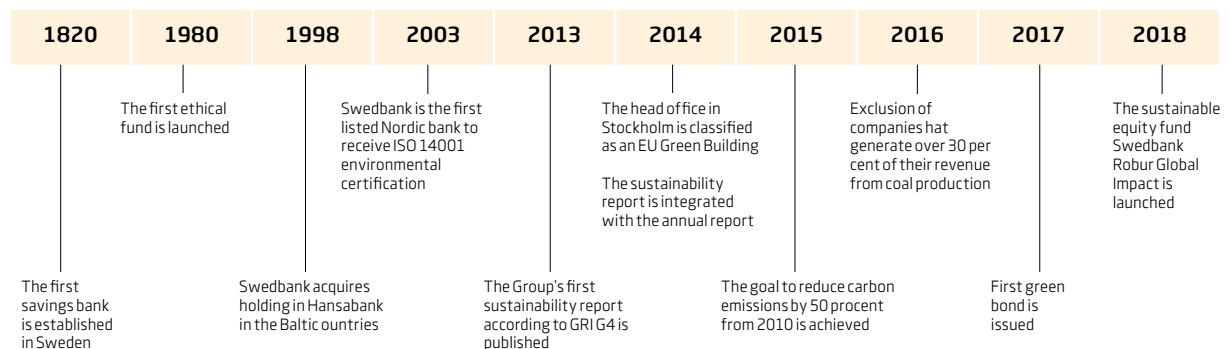 1820 1980 1998 2003 2013 2014 2015 2016 2017 2018
The first ethical
fund is launched
Swedbank is the first
listed Nordic bank to
receive ISO 14001
environmental
certification
The head office in
Stockholm is classified
as an EU Green Building
The sustainability
report is integrated
with the annual report
Exclusion of
companies hat
generate over 30 per
cent of their revenue
from coal production
The sustainable
equity fund
Swedbank
Robur Global
Impact is
launched
The first
savings bank
is established
in Sweden
Swedbank acquires
holding in Hansabank
in the Baltic ountries
The Group's first
sustainability report
according to GRI G4 is
published
The goal to reduce carbon
emissions by 50 procent
from 2010 is achieved
First green
bond is
issued